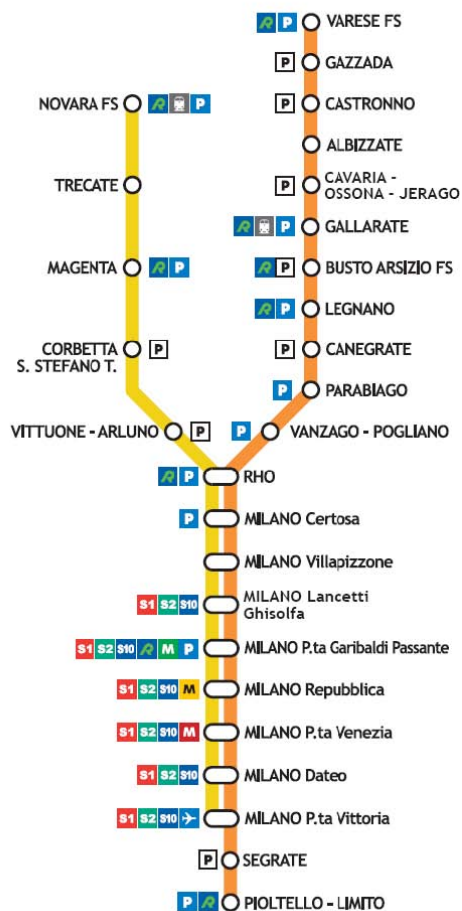 R P VARESE FS
P GAZZADA
NOVARA FS R P
P CASTRONNO
ALBIZZATE
TRECATE
P CAVARIA -
OSSONA - JERAGO
R P GALLARATE
MAGENTA R P
R P BUSTO ARSIZIO FS
R P LEGNANO
CORBETTA
S. STEFANO T. P
P CANEGRATE
P PARABIAGO
VITTUONE - ARLUNO P
P VANZAGO - POGLIANO
R P RHO
P MILANO Certosa
MILANO Villapizzone
S1 S2 S10 MILANO Lancetti
Ghisolfa
S1 S2 S10 R M P MILANO P.ta Garibaldi Passante
S1 S2 S10 M MILANO Repubblica
S1 S2 S10 M MILANO P.ta Venezia
S1 S2 S10 MILANO Dateo
S1 S2 S10 MILANO P.ta Vittoria
P SEGRATE
P R PIOLTELLO - LIMITO